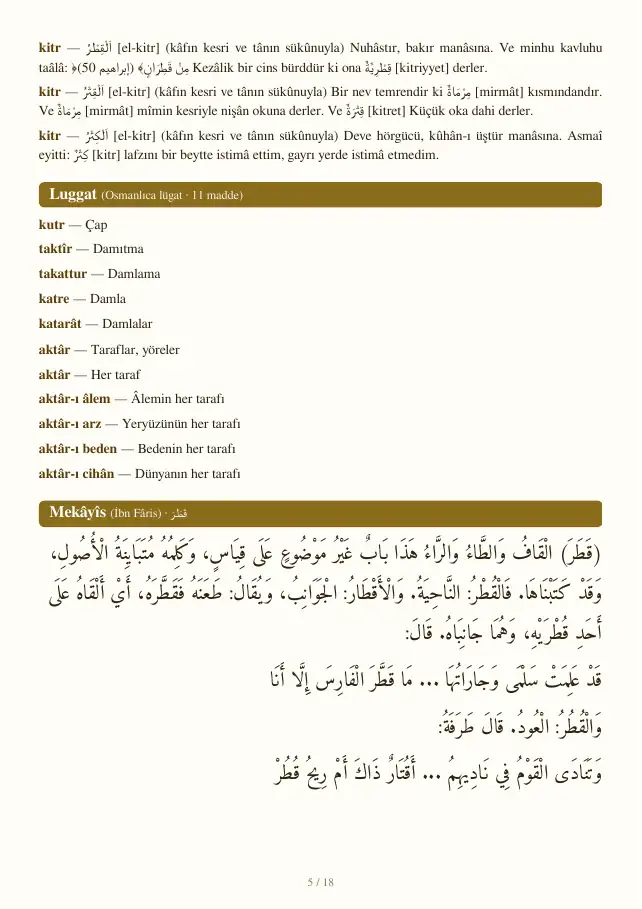 kitr — اَلْقِطْرُ [el-kitr] (kâfın kesri ve tânın sükûnuyla) Nuhâstır, bakır manâsına. Ve minhu kavluhu
taâlâ: ﴿مِنْ قَطِرَانٍ﴾ (إبراهيم 50) Kezâlik bir cins bürddür ki ona قِطْرِيَّةٌ [kitriyyet] derler.
kitr — اَلْقِتْرُ [el-kitr] (kâfın kesri ve tânın sükûnuyla) Bir nev temrendir ki مِرْمَاةٌ [mirmât] kısmındandır.
Ve مِرْمَاةٌ [mirmât] mîmin kesriyle nişân okuna derler. Ve قِتْرَةٌ [kitret] Küçük oka dahi derler.
kitr — اَلْكِتْرُ [el-kitr] (kâfın kesri ve tânın sükûnuyla) Deve hörgücü, kûhân-ı üştür manâsına. Asmaî
eyitti: كِتْرٌ [kitr] lafzını bir beytte istimâ ettim, gayrı yerde istimâ etmedim.
Luggat (Osmanlıca lügat · 11 madde)
kutr — Çap
taktîr — Damıtma
takattur — Damlama
katre — Damla
katarât — Damlalar
aktâr — Taraflar, yöreler
aktâr — Her taraf
aktâr-ı âlem — Âlemin her tarafı
aktâr-ı arz — Yeryüzünün her tarafı
aktâr-ı beden — Bedenin her tarafı
aktâr-ı cihân — Dünyanın her tarafı
Mekâyîs (İbn Fâris) · قَطَرَ
(قَطَرَ) الْقَافُ وَالطَّاءُ وَالرَّاءُ هَذَا بَابٌ غَيْرُ مَوْضُوعٍ عَلَى قِيَاسٍ، وَكَلِمُهُ مُتَبَايِنَةُ الْأُصُولِ،
وَقَدْ كَتَبْنَاهَا. فَالْقُطْرُ: النَّاحِيَةُ. وَالْأَقْطَارُ: الْجَوَانِبُ، وَيُقَالُ: طَعَنَهُ فَقَطَّرَهُ، أَيْ أَلْقَاهُ عَلَى
أَحَدِ قُطْرَيْهِ، وَهُمَا جَانِبَاهُ. قَالَ:
قَدْ عَلِمَتْ سَلْمَى وَجَارَاتُهَا ... مَا قَطَّرَ الْفَارِسَ إِلَّا أَنَا
وَالْقُطُرُ: الْعُودُ. قَالَ طَرَفَةُ:
وَتَنَادَى الْقَوْمُ فِي نَادِيهِمُ ... أَقُتَارٌ ذَاكَ أَمْ رِيحُ قُطُرْ
5 / 18